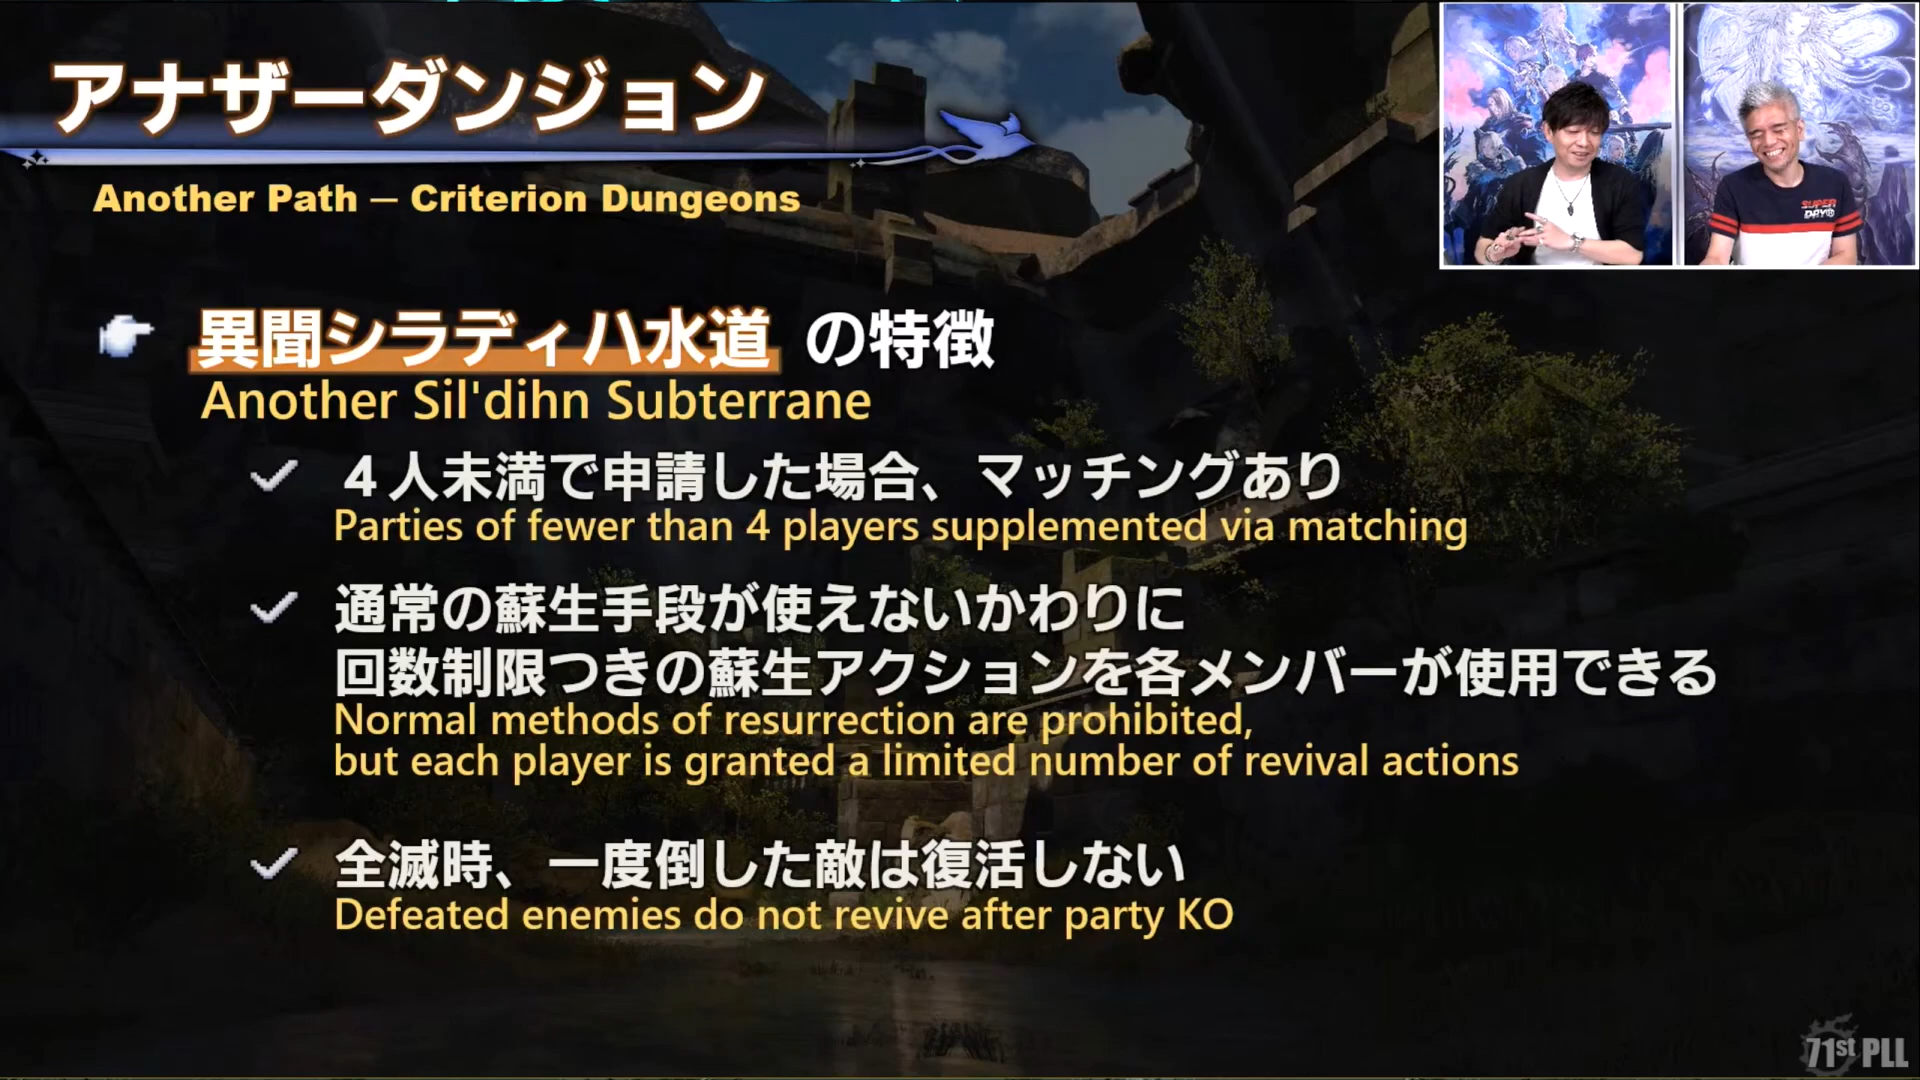 アナザーダンジョン
Another Path — Criterion Dungeons
異聞シラディハ水道 の特徴
Another Sil'dihn Subterrane
４人未満で申請した場合、マッチングあり
Parties of fewer than 4 players supplemented via matching
通常の蘇生手段が使えないかわりに
回数制限つきの蘇生アクションを各メンバーが使用できる
Normal methods of resurrection are prohibited,
but each player is granted a limited number of revival actions
全滅時、一度倒した敵は復活しない
Defeated enemies do not revive after party KO
SUPER
DRY
71st PLL